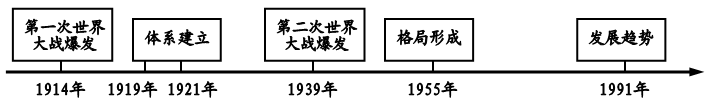 第一次世界
大战爆发
体系建立
第二次世界
大战爆发
格局形成
发展趋势
1914年 1919年 1921年 1939年 1955年 1991年